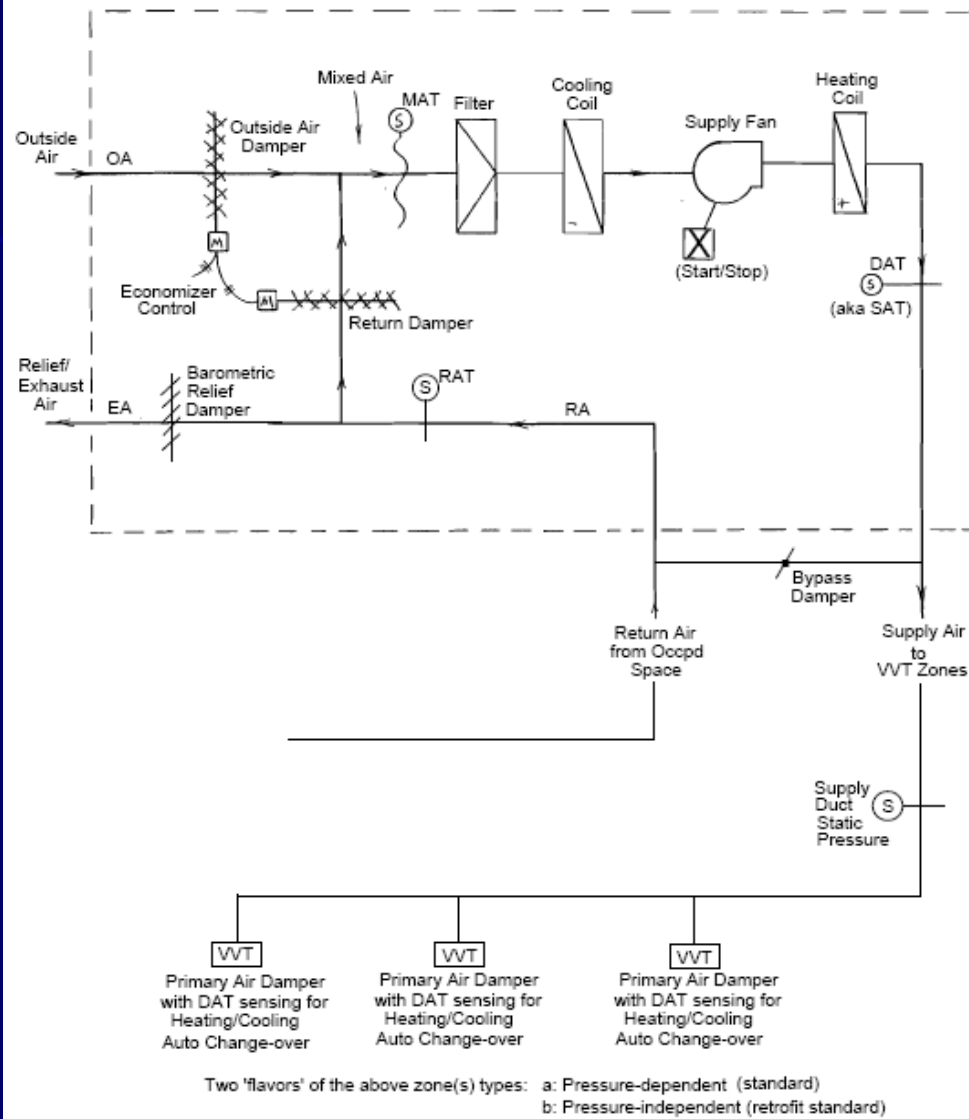 Mixed Air
MAT
Filter
Cooling
Coil
Supply Fan
Heating
Coil
Outside
Air
OA
Outside Air
Damper
S
+
-
M
(Start/Stop)
DAT
S
(aka SAT)
Economizer
Control
M
Return Damper
Relief/
Exhaust
Air
EA
Barometric
Relief
Damper
S
RAT
RA
Bypass
Damper
Return Air
from Occpd
Space
Supply Air
to
VVT Zones
Supply
Duct
Static
Pressure
S
VVT
Primary Air Damper
with DAT sensing for
Heating/Cooling
Auto Change-over
VVT
Primary Air Damper
with DAT sensing for
Heating/Cooling
Auto Change-over
VVT
Primary Air Damper
with DAT sensing for
Heating/Cooling
Auto Change-over
Two 'flavors' of the above zone(s) types: a: Pressure-dependent (standard)
b: Pressure-independent (retrofit standard)